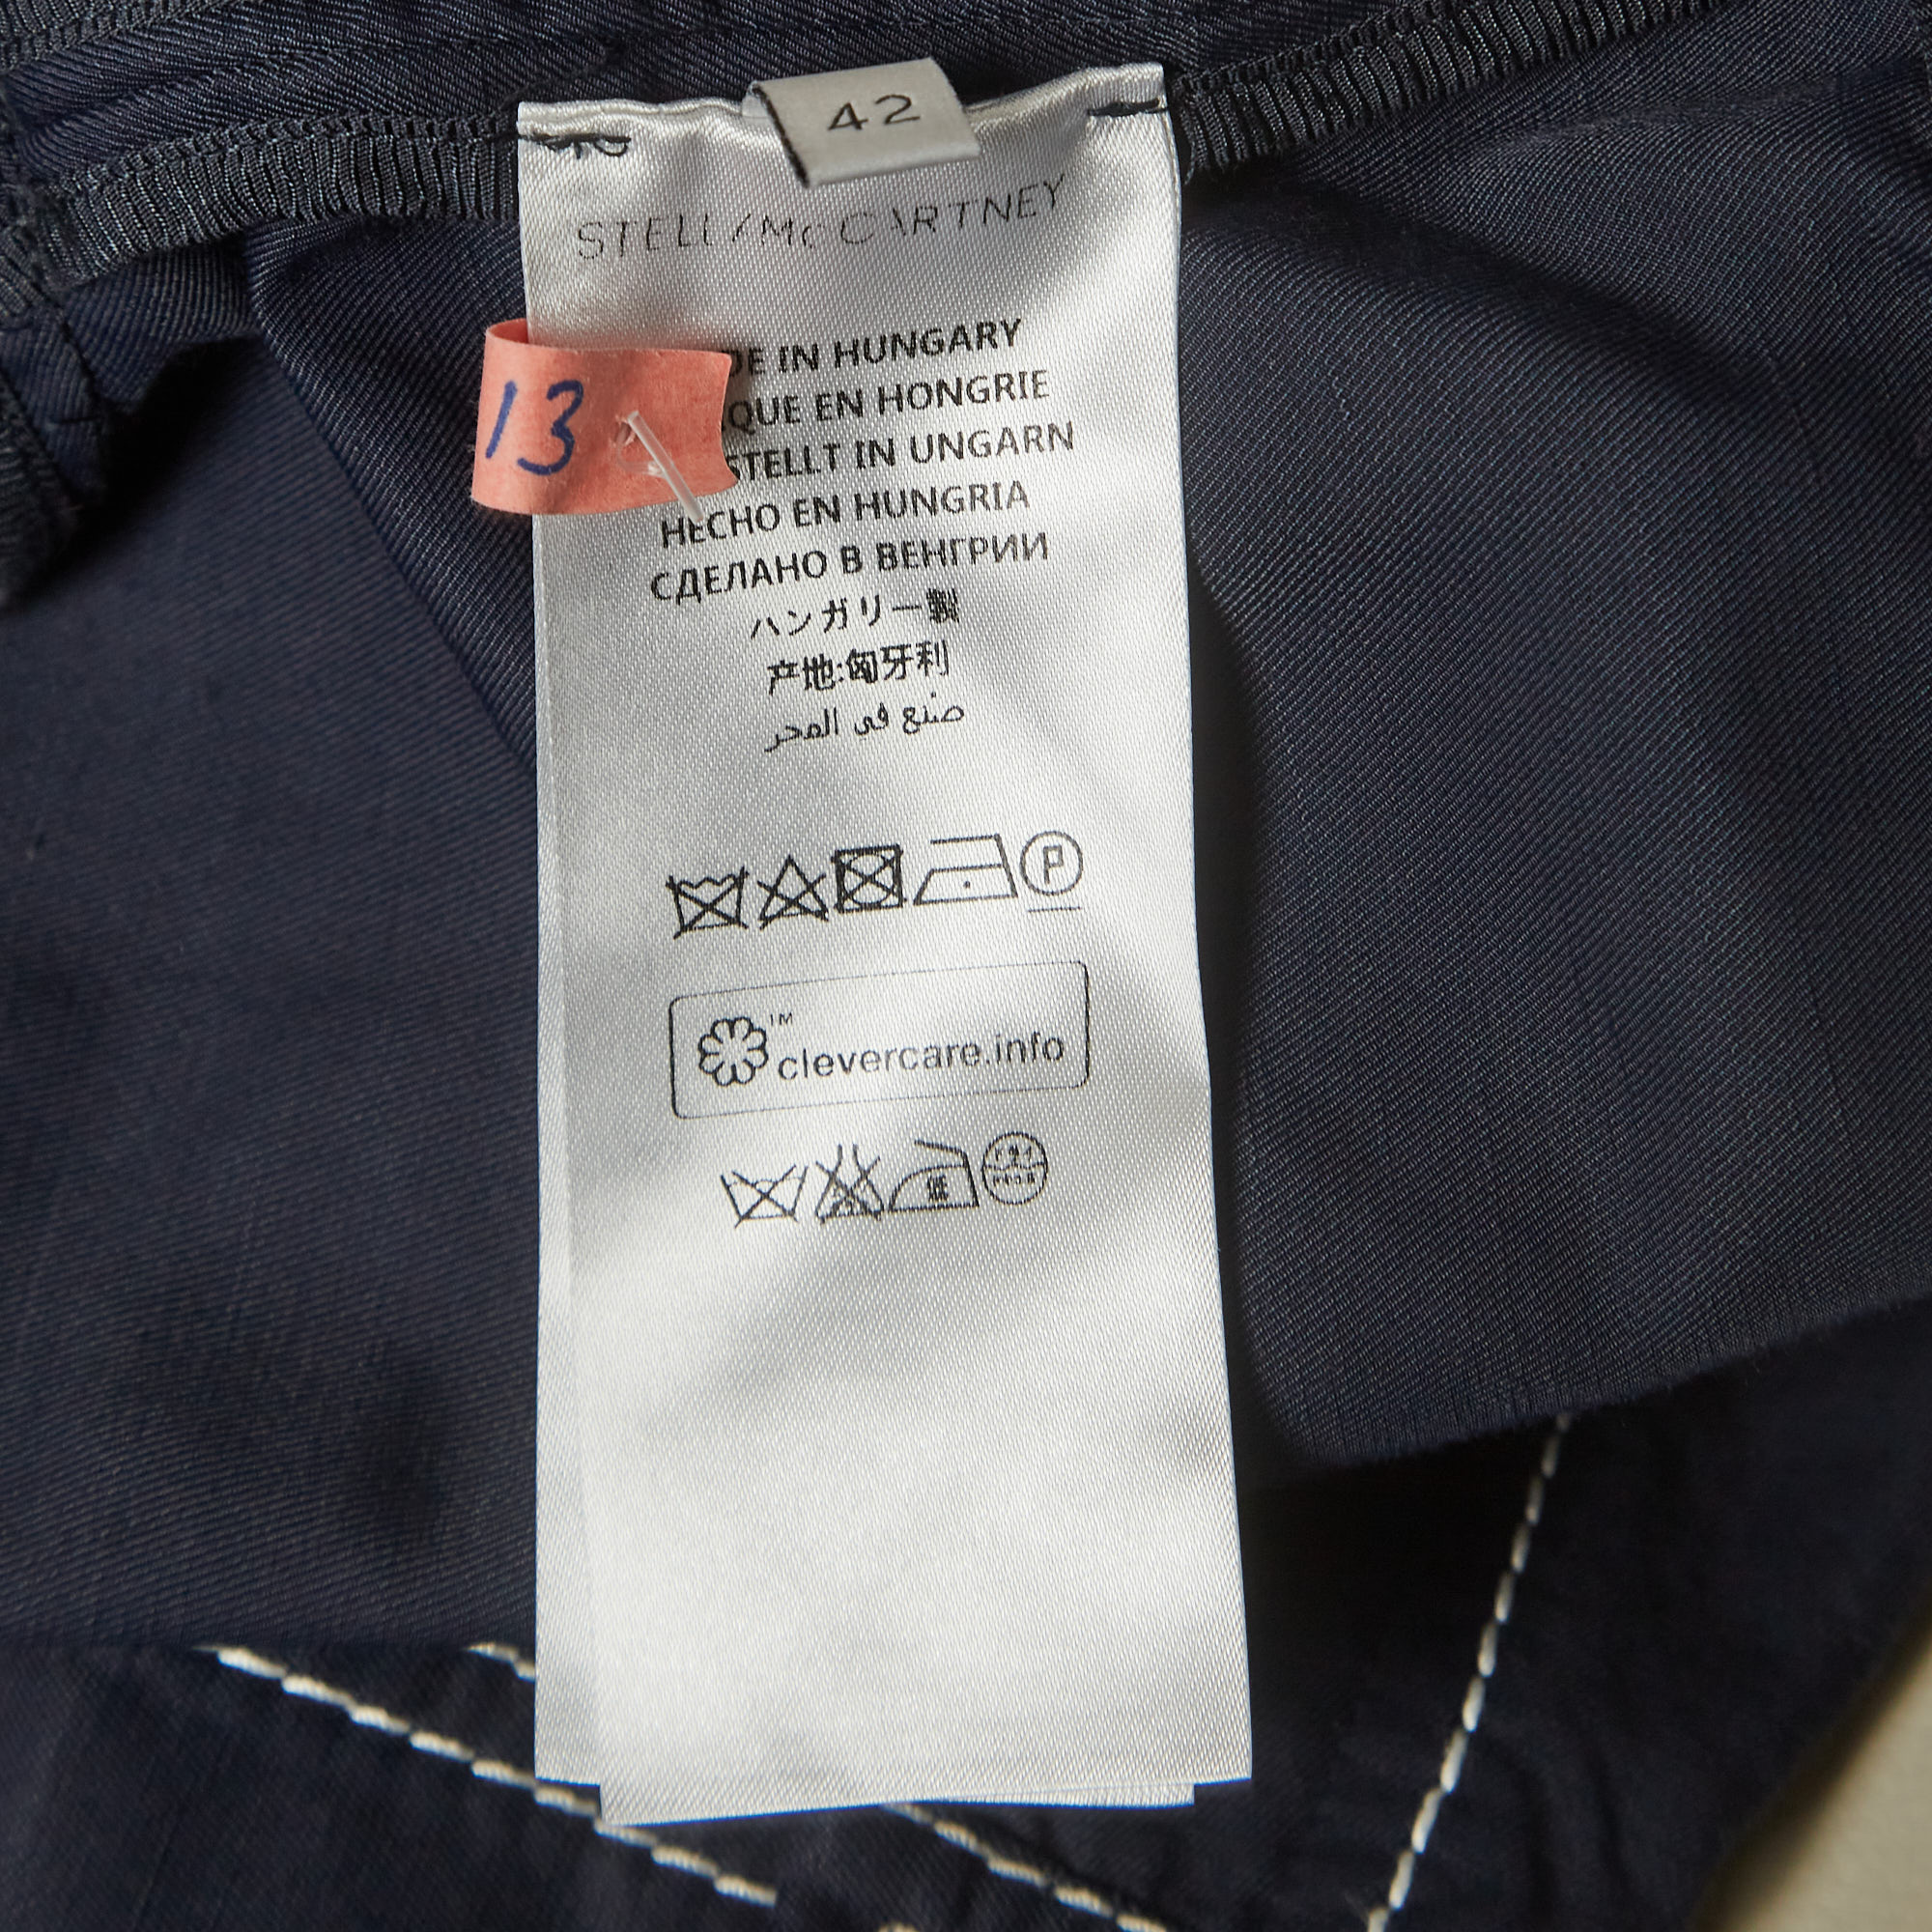 42
STELLA McCARTNEY
DE IN HUNGARY
QUE EN HONGRIE
STELLT IN UNGARN
HECHO EN HUNGRIA
СДЕЛАНО В ВЕНГРИИ
ハンガリー製
产地:匈牙利
صنع في المجر
13
P
TM
clevercare.info